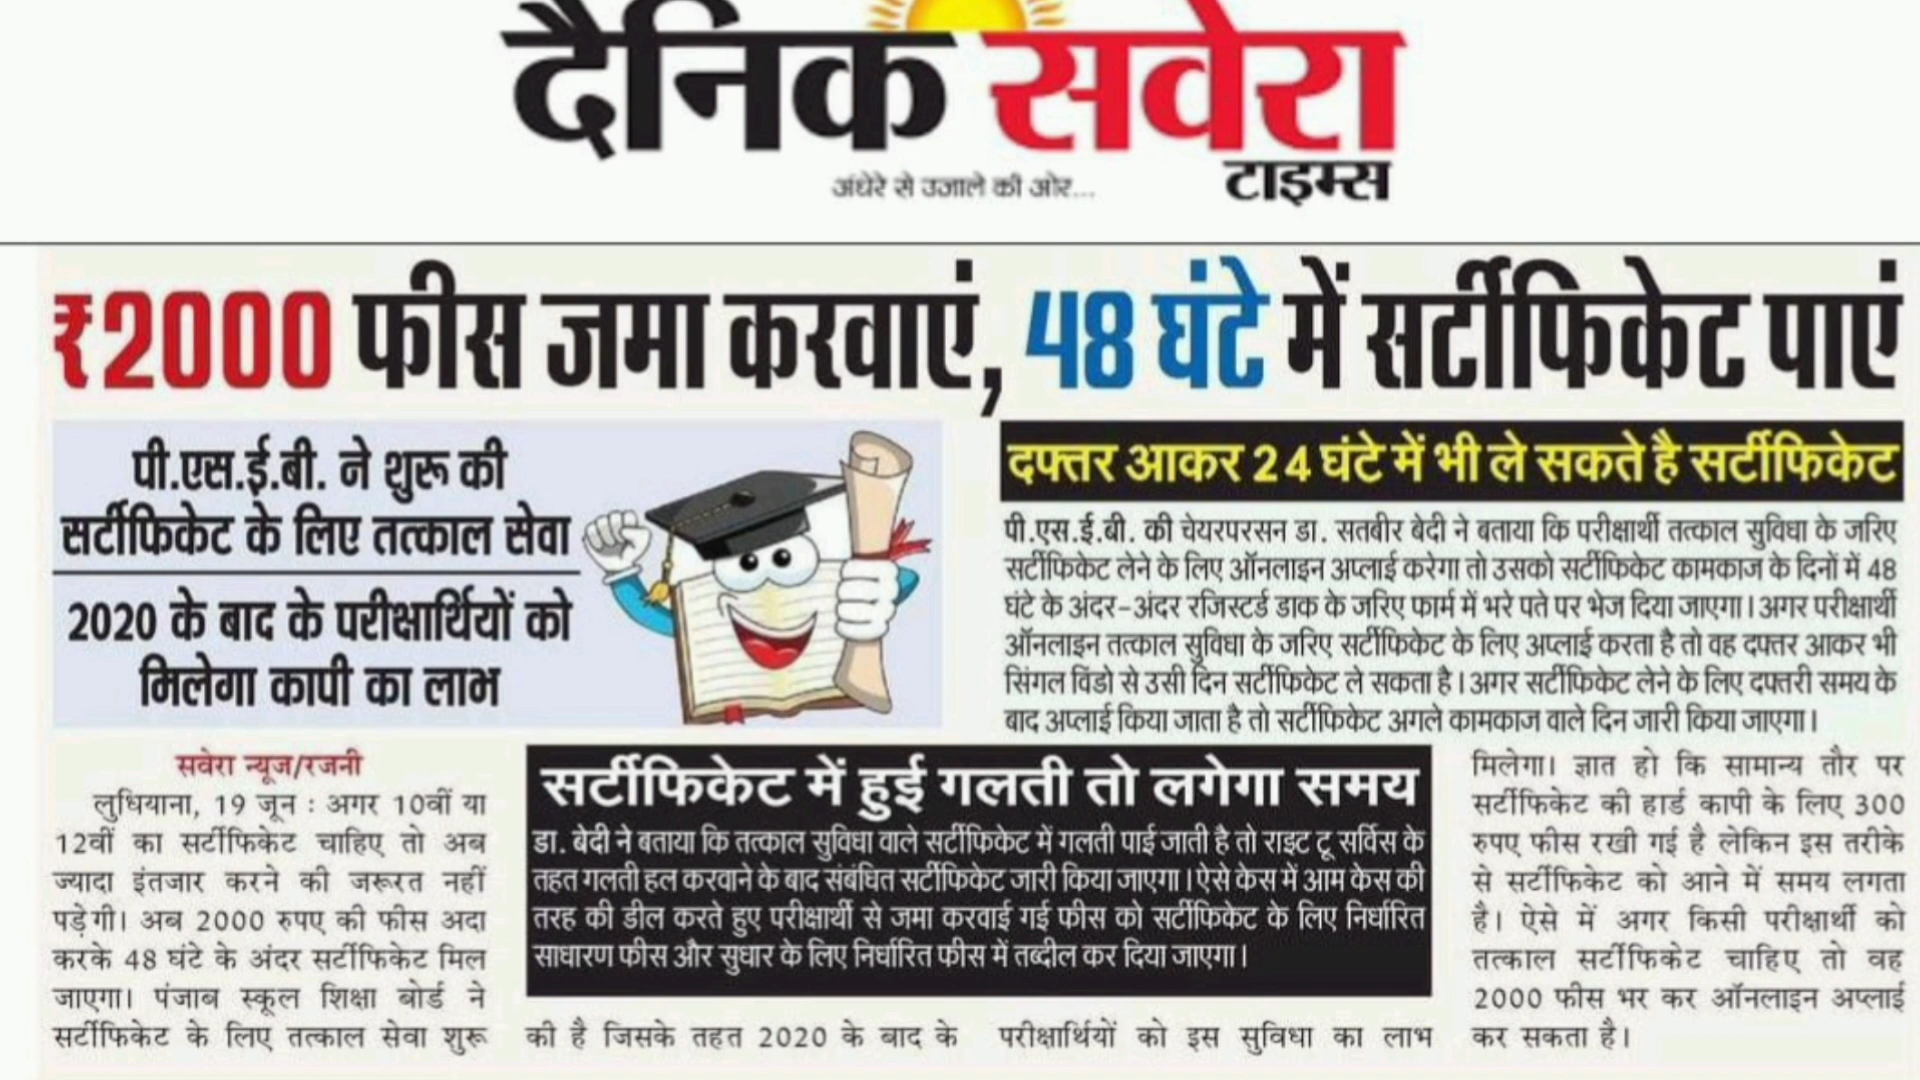 दैनिक सवेरा
टाइम्स
अंधेरे से उजाले की ओर...
₹2000 फीस जमा करवाएं, 48 घंटे में सर्टीफिकेट पाएं
पी.एस.ई.बी. ने शुरू की
सर्टीफिकेट के लिए तत्काल सेवा
2020 के बाद के परीक्षार्थियों को
मिलेगा कापी का लाभ
दफ्तर आकर 24 घंटे में भी ले सकते है सर्टीफिकेट
पी.एस.ई.बी. की चेयरपरसन डा. सतबीर बेदी ने बताया कि परीक्षार्थी तत्काल सुविधा के जरिए
सर्टीफिकेट लेने के लिए ऑनलाइन अप्लाई करेगा तो उसको सर्टीफिकेट कामकाज के दिनों में 48
घंटे के अंदर-अंदर रजिस्टर्ड डाक के जरिए फार्म में भरे पते पर भेज दिया जाएगा। अगर परीक्षार्थी
ऑनलाइन तत्काल सुविधा के जरिए सर्टीफिकेट के लिए अप्लाई करता है तो वह दफ्तर आकर भी
सिंगल विंडो से उसी दिन सर्टीफिकेट ले सकता है। अगर सर्टीफिकेट लेने के लिए दफ्तरी समय के
बाद अप्लाई किया जाता है तो सर्टीफिकेट अगले कामकाज वाले दिन जारी किया जाएगा।
सवेरा न्यूज/रजनी
लुधियाना, 19 जून : अगर 10वीं या
12वीं का सर्टीफिकेट चाहिए तो अब
ज्यादा इंतजार करने की जरूरत नहीं
पड़ेगी। अब 2000 रुपए की फीस अदा
करके 48 घंटे के अंदर सर्टीफिकेट मिल
जाएगा। पंजाब स्कूल शिक्षा बोर्ड ने
सर्टीफिकेट के लिए तत्काल सेवा शुरू
सर्टीफिकेट में हुई गलती तो लगेगा समय
डा. बेदी ने बताया कि तत्काल सुविधा वाले सर्टीफिकेट में गलती पाई जाती है तो राइट टू सर्विस के
तहत गलती हल करवाने के बाद संबंधित सर्टीफिकेट जारी किया जाएगा। ऐसे केस में आम केस की
तरह की डील करते हुए परीक्षार्थी से जमा करवाई गई फीस को सर्टीफिकेट के लिए निर्धारित
साधारण फीस और सुधार के लिए निर्धारित फीस में तब्दील कर दिया जाएगा।
की है जिसके तहत 2020 के बाद के
परीक्षार्थियों को इस सुविधा का लाभ
मिलेगा। ज्ञात हो कि सामान्य तौर पर
सर्टीफिकेट की हार्ड कापी के लिए 300
रुपए फीस रखी गई है लेकिन इस तरीके
से सर्टीफिकेट को आने में समय लगता
है। ऐसे में अगर किसी परीक्षार्थी को
तत्काल सर्टीफिकेट चाहिए तो वह
2000 फीस भर कर ऑनलाइन अप्लाई
कर सकता है।